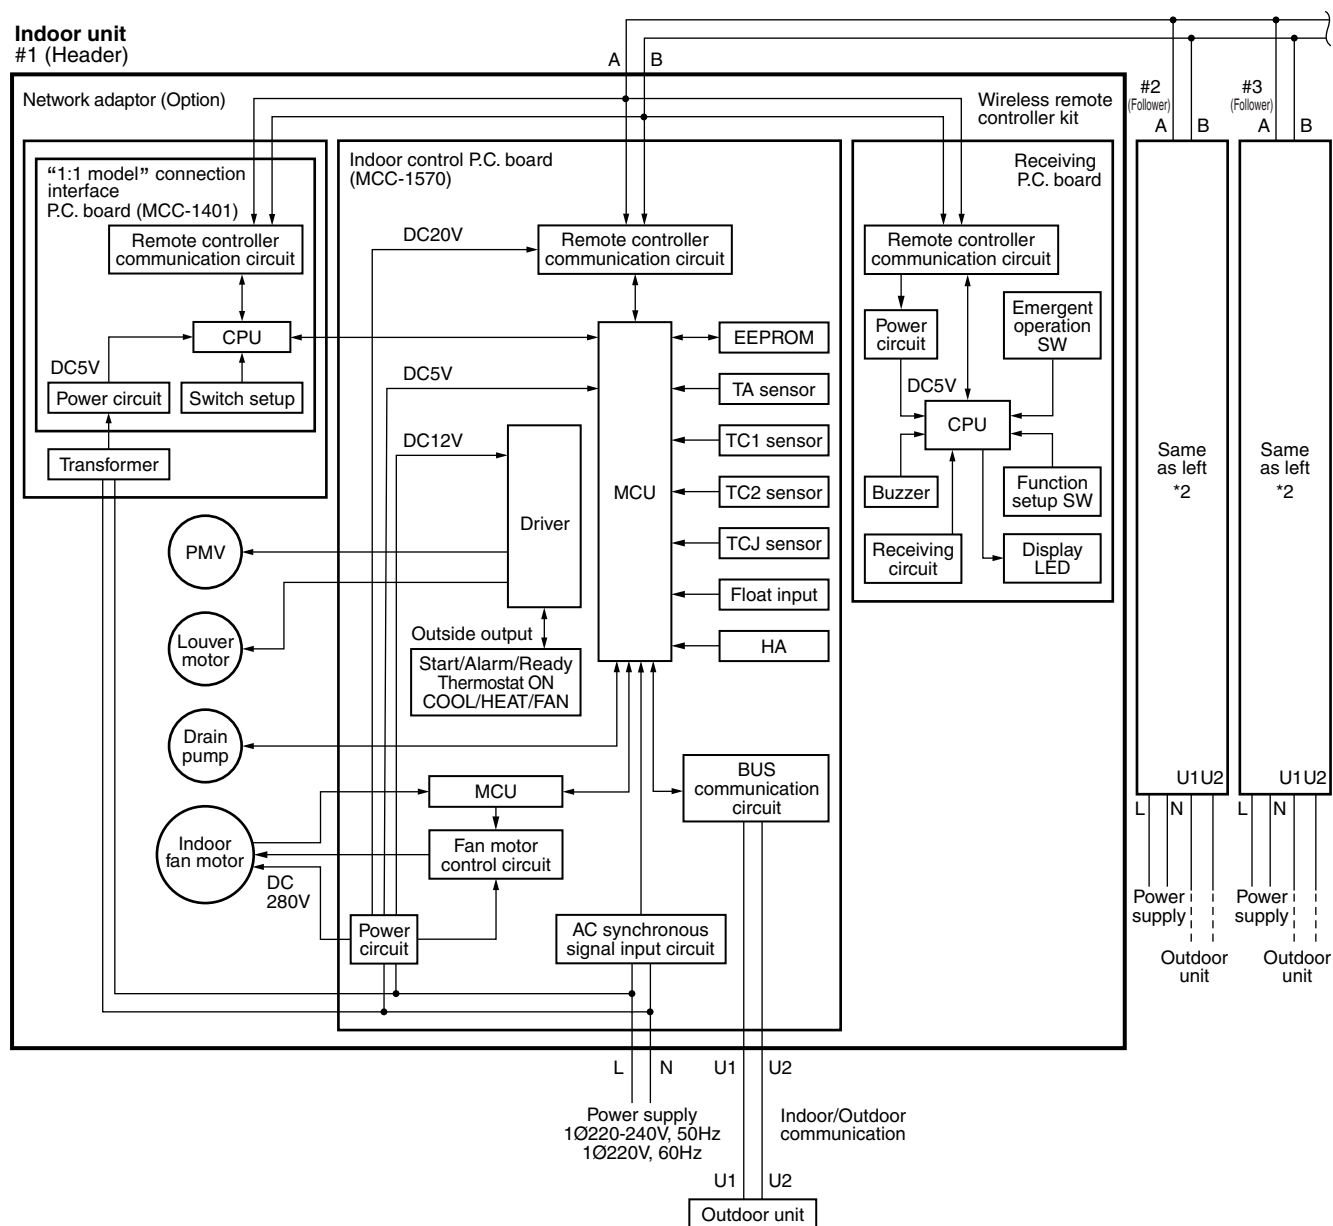 Indoor unit
#1 (Header)
A B
Network adaptor (Option)
Wireless remote
controller kit
#2
(Follower)
A B
#3
(Follower)
A B
“1:1 model” connection
interface
P.C. board (MCC-1401)
Remote controller
communication circuit
CPU
DC5V
Power circuit
Switch setup
Transformer
Indoor control P.C. board
(MCC-1570)
DC20V
Remote controller
communication circuit
DC5V
DC12V
Driver
MCU
EEPROM
TA sensor
TC1 sensor
TC2 sensor
TCJ sensor
Float input
HA
Outside output
Start/Alarm/Ready
Thermostat ON
COOL/HEAT/FAN
PMV
Louver
motor
Drain
pump
Indoor
fan motor
DC
280V
MCU
Fan motor
control circuit
BUS
communication
circuit
Power
circuit
AC synchronous
signal input circuit
Receiving
P.C. board
Remote controller
communication circuit
Power
circuit
Emergent
operation
SW
DC5V
CPU
Buzzer
Function
setup SW
Receiving
circuit
Display
LED
Same
as left
*2
U1U2
L N
Power
supply
Outdoor
unit
Same
as left
*2
U1U2
L N
Power
supply
Outdoor
unit
L N
U1 U2
Power supply
1Ø220-240V, 50Hz
1Ø220V, 60Hz
Indoor/Outdoor
communication
U1 U2
Outdoor unit